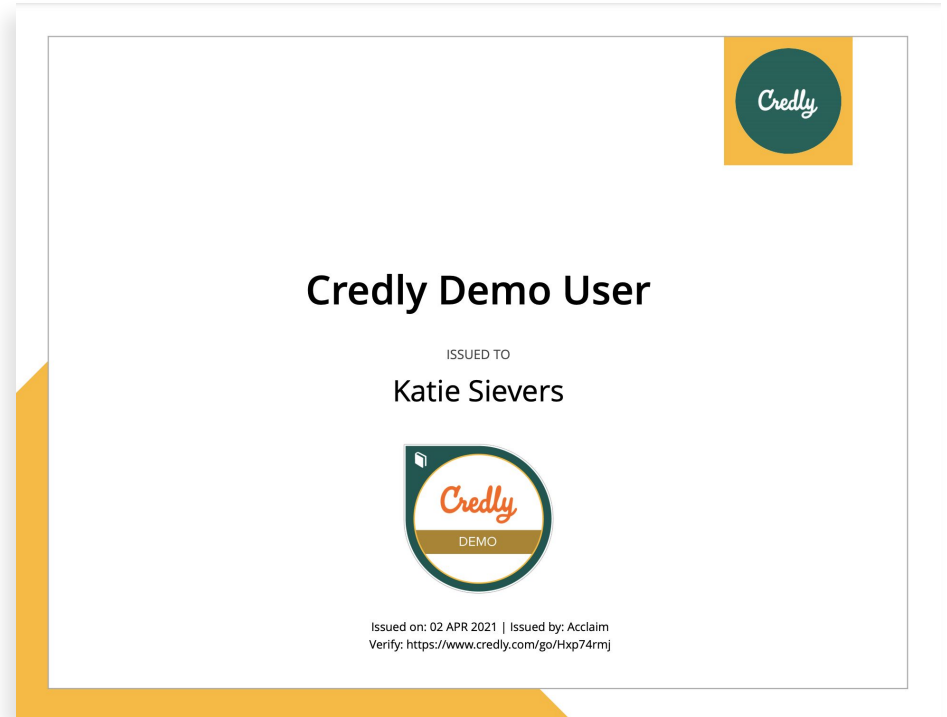 Credly
Credly Demo User
ISSUED TO
Katie Sievers
Credly
DEMO
Issued on: 02 APR 2021 | Issued by: Acclaim
Verify: https://www.credly.com/go/Hxp74rmj